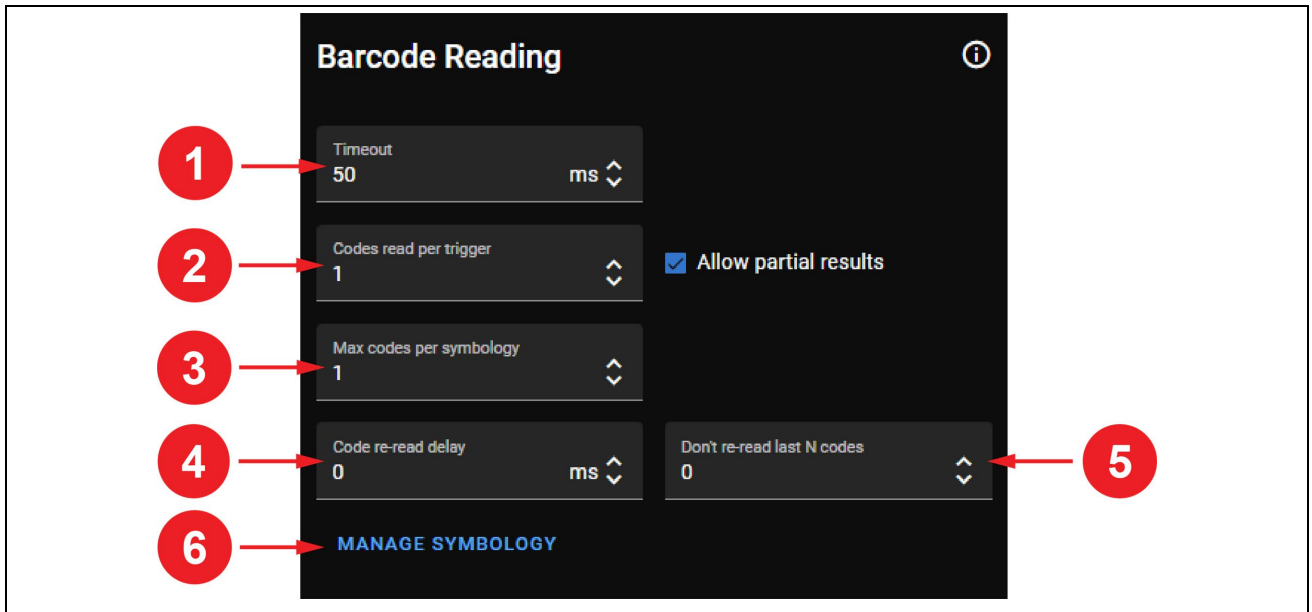 Barcode Reading
1
Timeout
50 ms
2
Codes read per trigger
1
Allow partial results
3
Max codes per symbology
1
4
Code re-read delay
0 ms
Don't re-read last N codes
0
5
6
MANAGE SYMBOLOGY